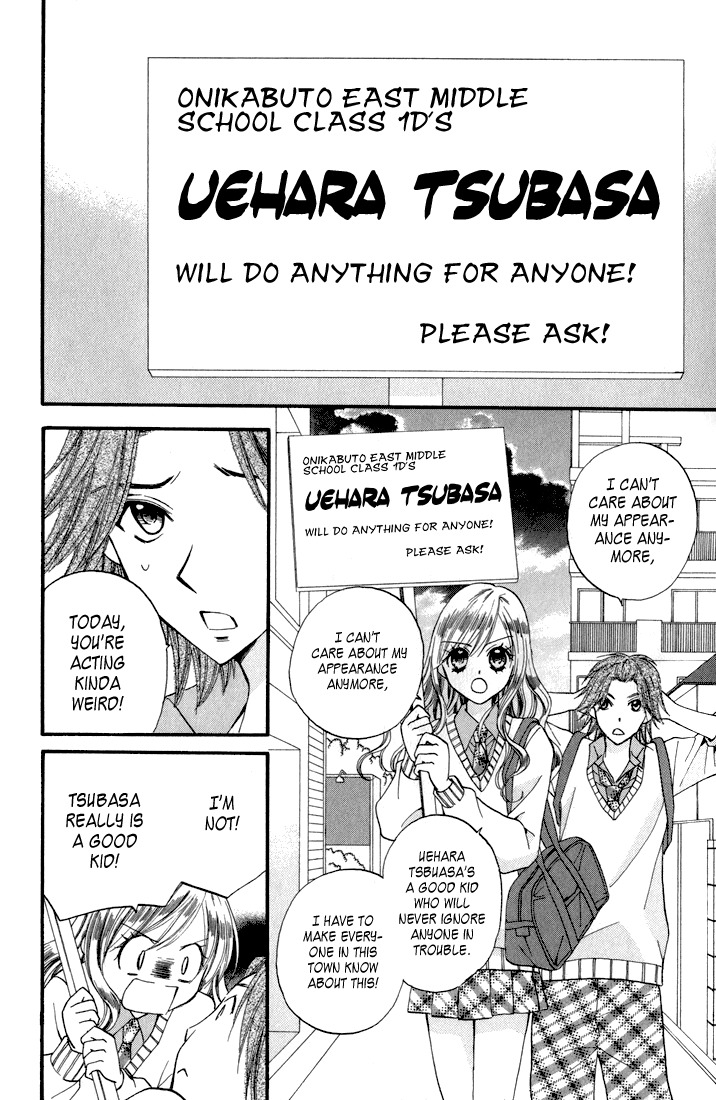 ONIKABUTO EAST MIDDLE
SCHOOL CLASS 1D'S
UEHARA TSUBASA
WILL DO ANYTHING FOR ANYONE!
PLEASE ASK!
I CAN'T
CARE ABOUT
MY APPEAR-
ANCE ANY-
MORE,
ONIKABUTO EAST MIDDLE
SCHOOL CLASS 1D'S
UEHARA TSUBASA
WILL DO ANYTHING FOR ANYONE!
PLEASE ASK!
I CAN'T
CARE ABOUT MY
APPEARANCE
ANYMORE,
UEHARA
TSBUASA'S
A GOOD KID
WHO WILL
NEVER IGNORE
ANYONE IN
TROUBLE.
I HAVE TO
MAKE EVERY-
ONE IN THIS
TOWN KNOW
ABOUT THIS!
TODAY,
YOU'RE
ACTING
KINDA
WEIRD!
I'M
NOT!
TSUBASA
REALLY IS
A GOOD
KID!